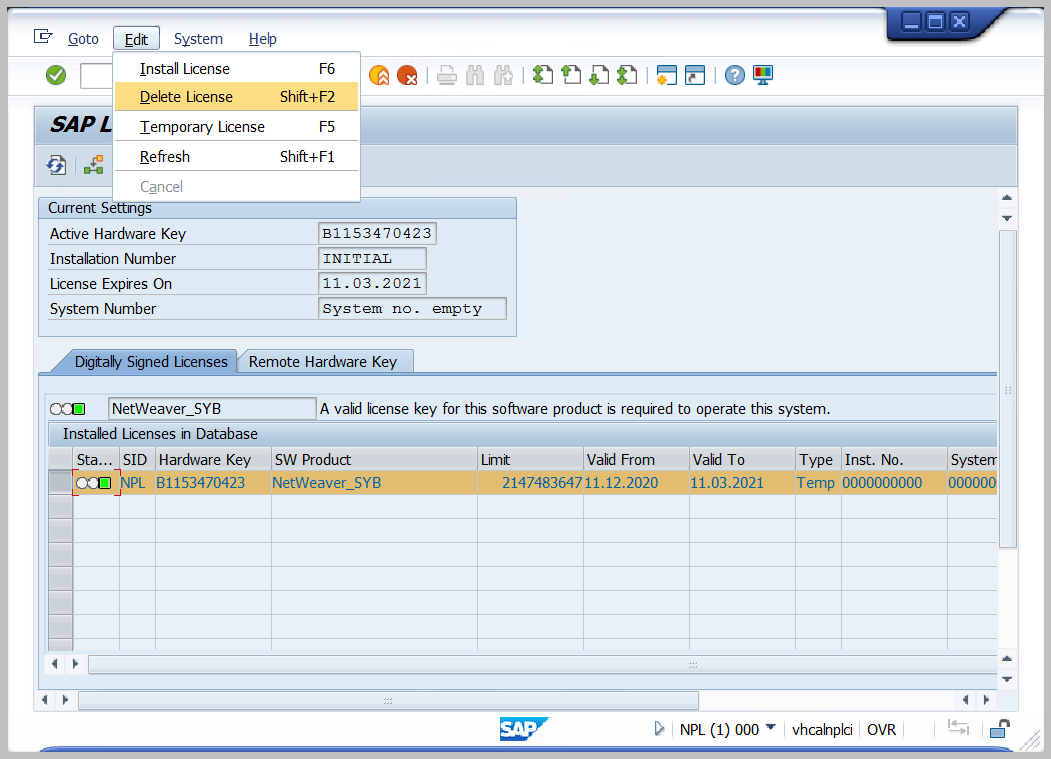 Goto Edit System Help
Install License F6
Delete License Shift+F2
Temporary License F5
Refresh Shift+F1
Cancel
SAP L
Current Settings
Active Hardware Key B1153470423
Installation Number INITIAL
License Expires On 11.03.2021
System Number System no. empty
Digitally Signed Licenses Remote Hardware Key
NetWeaver_SYB A valid license key for this software product is required to operate this system.
Installed Licenses in Database
Sta... SID Hardware Key SW Product Limit Valid From Valid To Type Inst. No. System
NPL B1153470423 NetWeaver_SYB 2147483647 11.12.2020 11.03.2021 Temp 0000000000 000000
SAP NPL (1) 000 vhcalnplci OVR